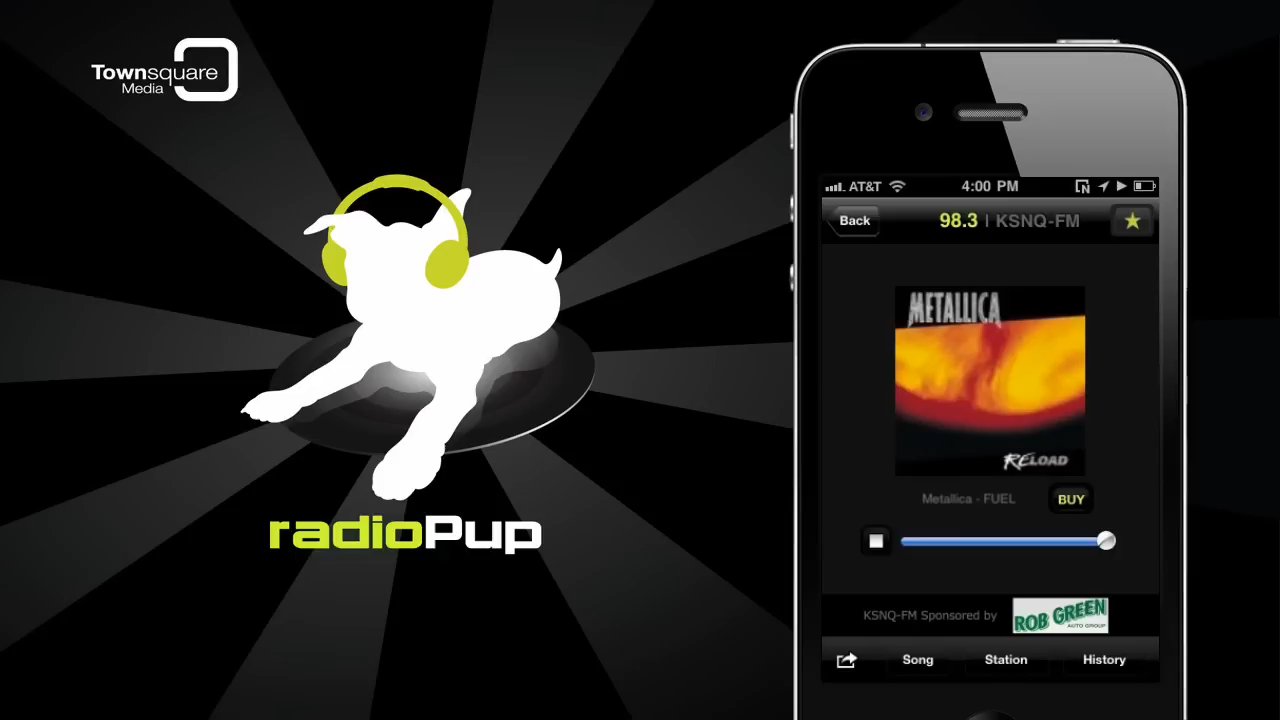 Townsquare
Media
radioPup
AT&T 4:00 PM
Back 98.3 | KSNQ-FM
METALLICA
RELOAD
Metallica - FUEL BUY
KSNQ-FM Sponsored by ROB GREEN
AUTO GROUP
Song Station History